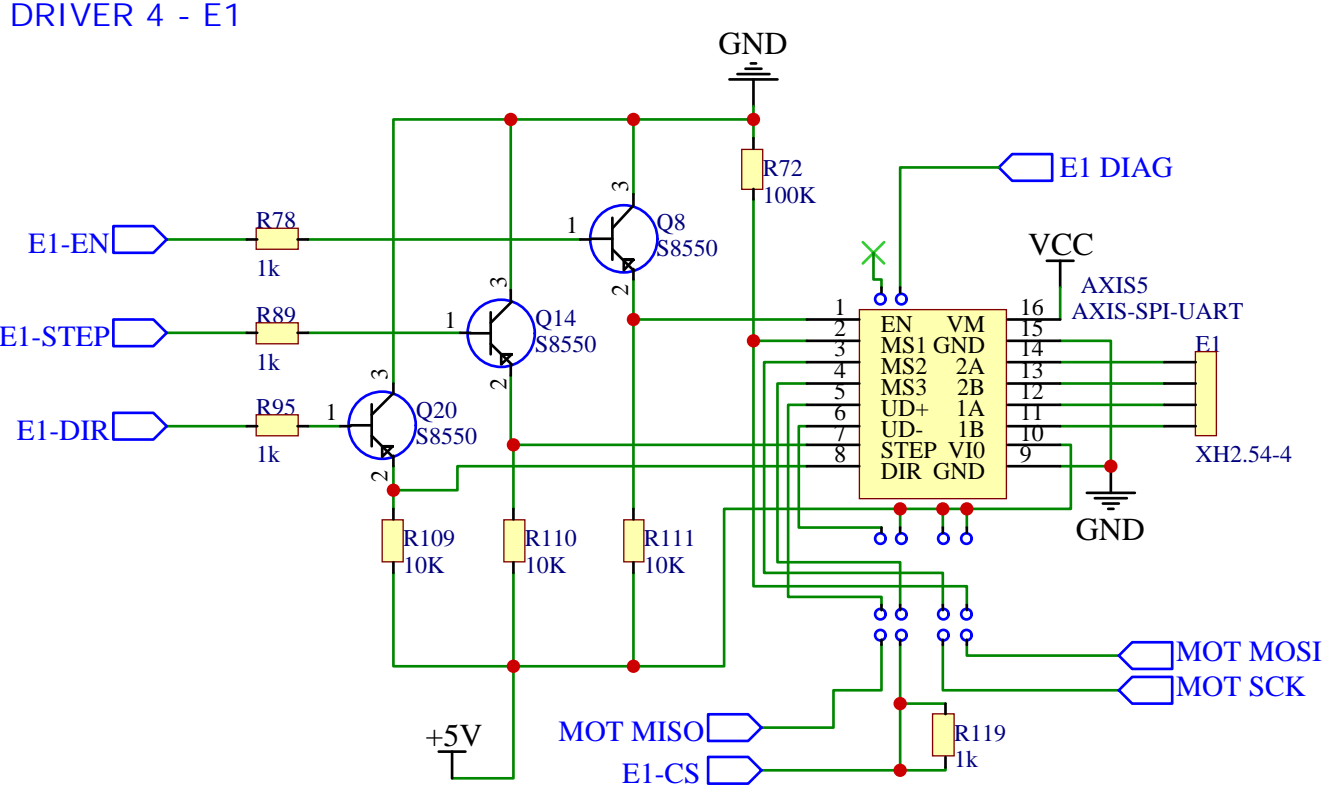 DRIVER 4 - E1
GND
R72
100K
E1 DIAG
3
R78
1
Q8
S8550
E1-EN
1k
2
VCC
AXIS5
AXIS-SPI-UART
3
R89
1
Q14
S8550
E1-STEP
1k
2
1 EN VM 16
2 MS1 GND 15
3 MS2 2A 14
4 MS3 2B 13
5 UD+ 1A 12
6 UD- 1B 11
7 STEP VI0 10
8 DIR GND 9
E1
XH2.54-4
3
R95
1
Q20
S8550
E1-DIR
1k
2
GND
R109
10K
R110
10K
R111
10K
MOT MOSI
MOT SCK
MOT MISO
+5V
R119
1k
E1-CS